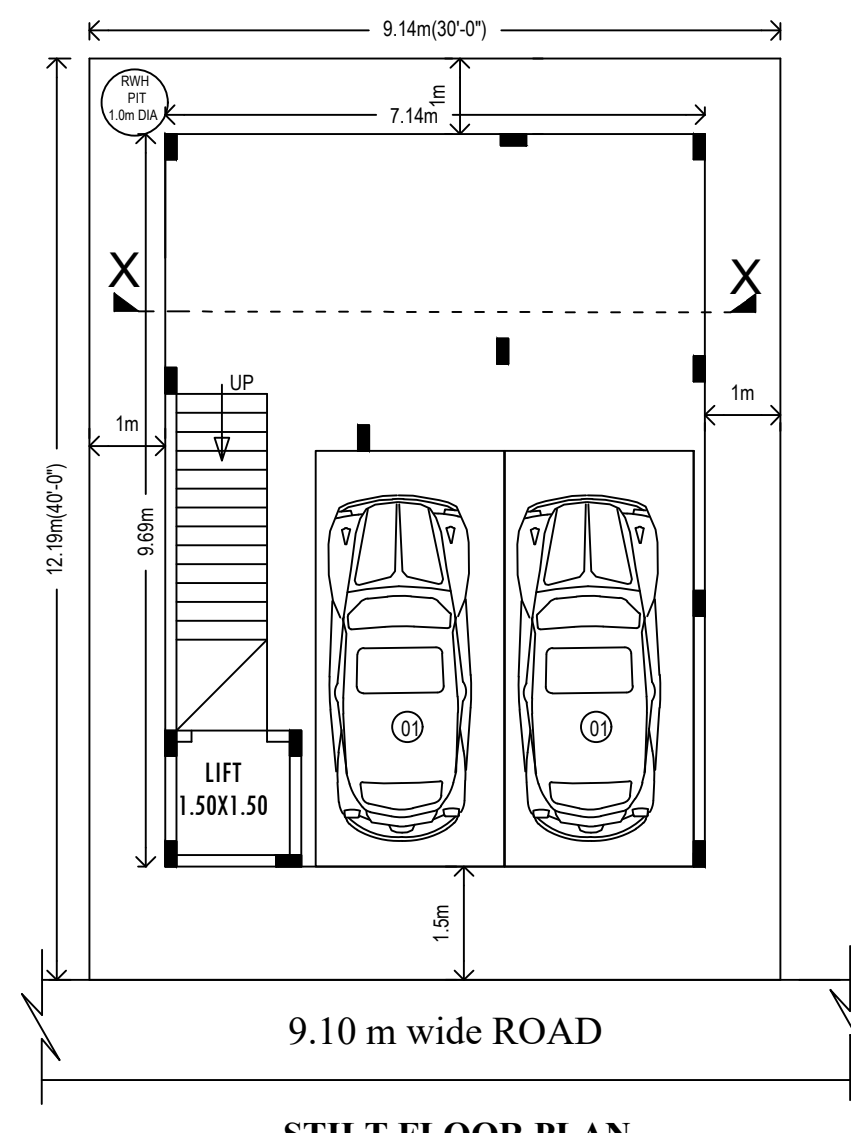 9.14m(30'-0")
RWH
PIT
1.0m DIA
1m
7.14m
X
X
UP
1m
1m
12.19m(40'-0")
9.69m
01
01
LIFT
1.50X1.50
1.5m
9.10 m wide ROAD
STILT FLOOR PLAN